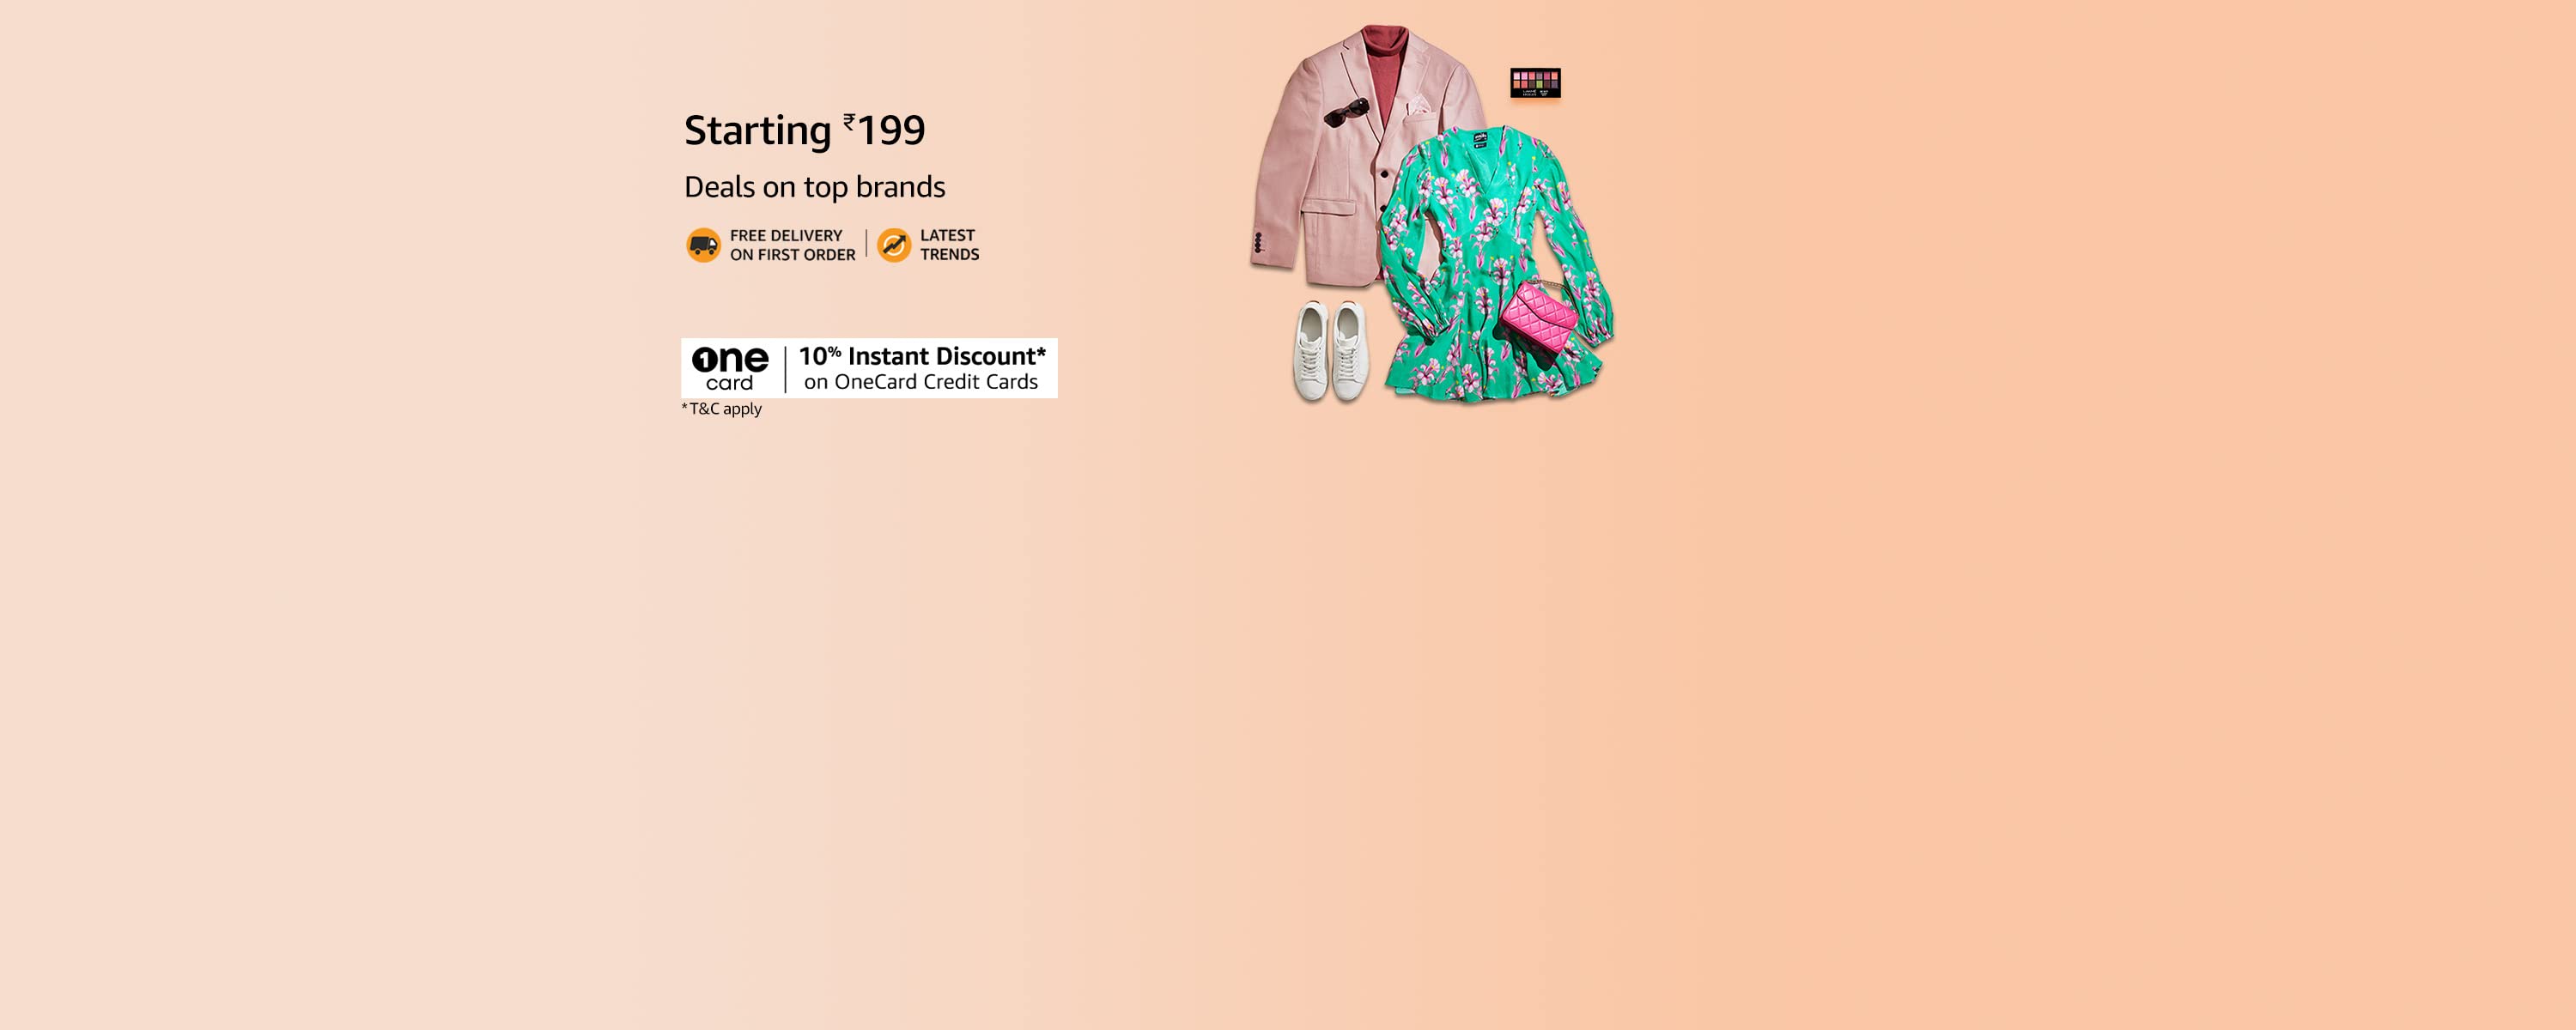 Starting ₹199
Deals on top brands
FREE DELIVERY
ON FIRST ORDER
LATEST
TRENDS
One
card
10% Instant Discount*
on OneCard Credit Cards
*T&C apply